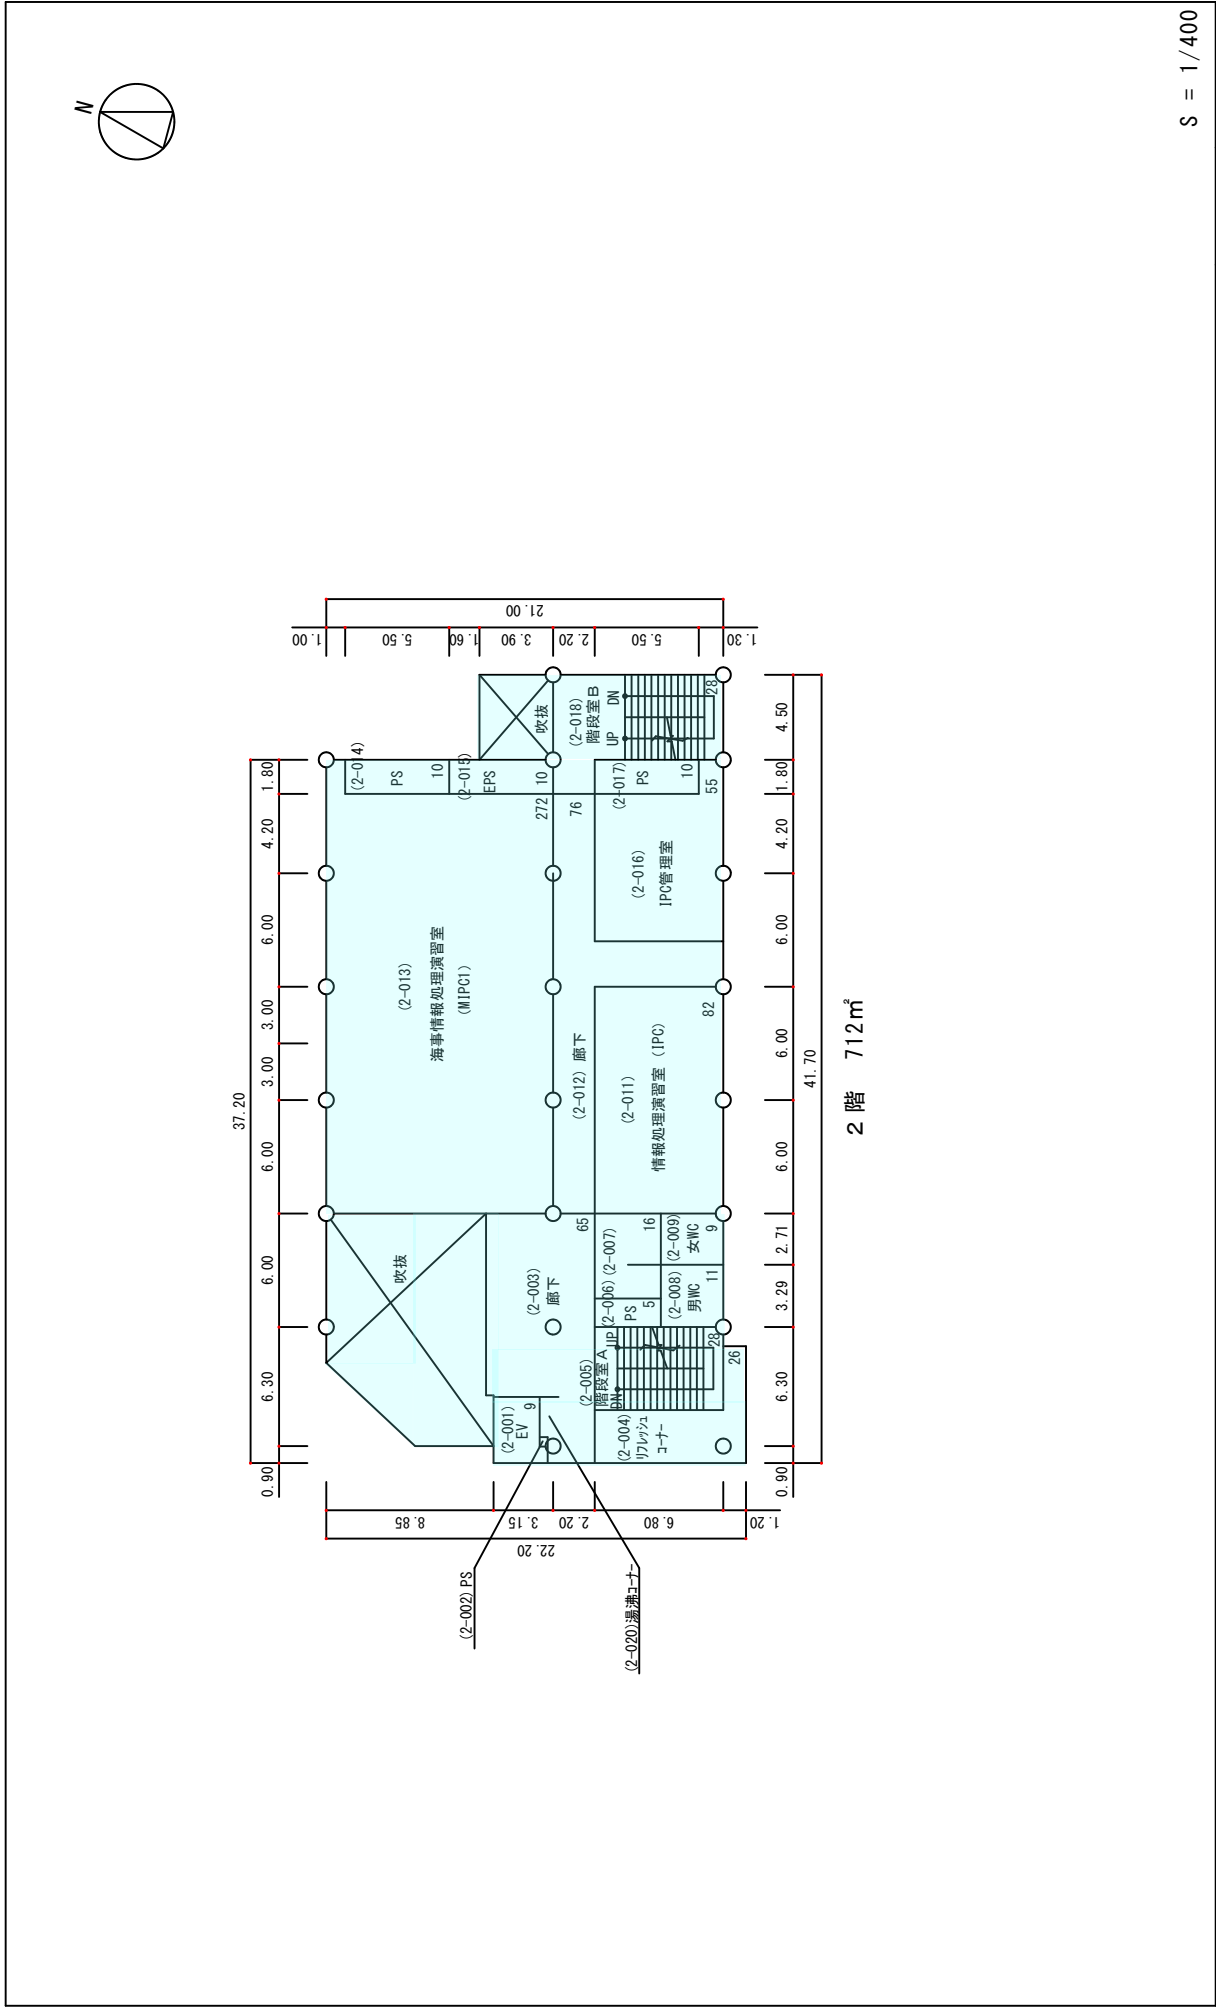 N
S = 1/400
37.20
6.30
6.00
6.00
3.00
3.00
6.00
4.20
1.80
0.90
21.00
1.00
5.50
1.60
3.90
2.20
5.50
1.30
吹抜
(2-013)
海事情報処理演習室
(MIPC1)
272
(2-014)
PS
10
(2-015)
EPS
10
吹抜
(2-018)
階段室B
UP
DN
28
(2-001)
EV
9
(2-003)
廊下
65
(2-012) 廊下
76
(2-004)
リフレッシュ
コーナー
26
(2-005)
階段室A
DN
UP
28
(2-006)
PS
5
(2-007)
16
(2-008)
男WC
11
(2-009)
女WC
9
(2-011)
情報処理演習室 (IPC)
82
(2-016)
IPC管理室
55
(2-017)
PS
10
8.85
3.15
2.20
6.80
1.20
22.20
(2-002)PS
(2-020)湯沸コーナー
0.90
6.30
3.29
2.71
6.00
6.00
6.00
4.20
1.80
4.50
41.70
2階 712㎡